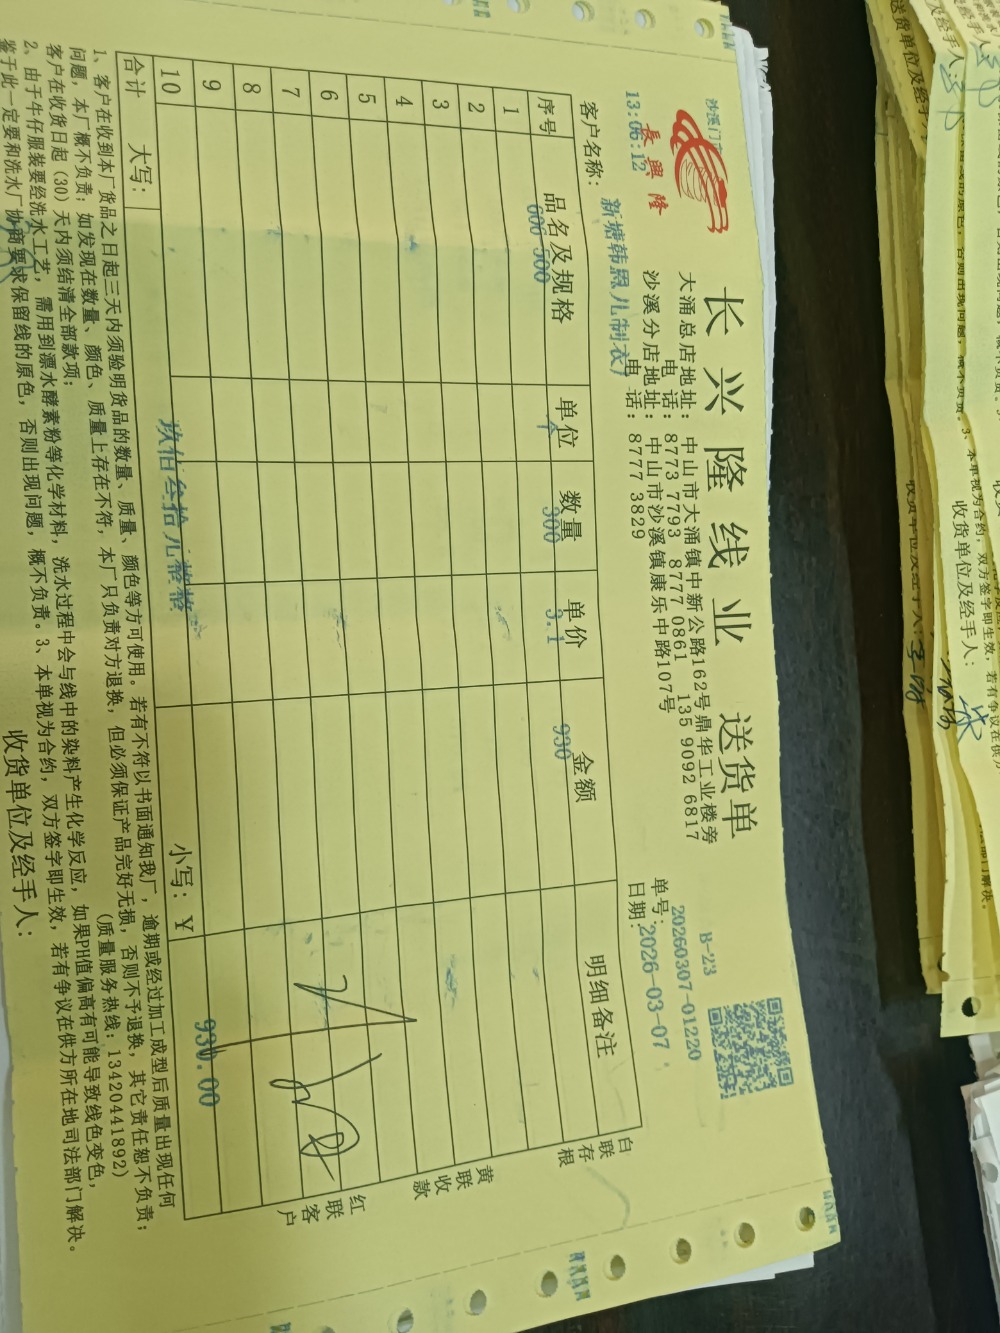 沙溪门
13:06:12
長興隆
长兴隆线业 送货单
大涌总店地址: 中山市大涌镇中新公路162号鼎华工业楼旁
电话: 8773 7793 8777 0861 135 9092 6817
沙溪分店地址: 中山市沙溪镇康乐中路107号
电话: 8777 3829
B-23
单号: 20260307-01220
日期: 2026-03-07
客户名称: 新塘韩恩儿制衣厂
序号 品名及规格 单位 数量 单价 金额 明细备注
1 606 500 个 300 3.1 930
2
3
4
5
6
7
8
9
10
合计 大写: 玖佰叁拾元整整 小写: ¥ 930.00
白联存根
黄联收款
红联客户
1、客户在收到本厂货品之日起三天内须验明货品的数量、质量、颜色等方可使用。若有不符以书面通知我厂,逾期或经过加工成型后质量出现任何
问题,本厂概不负责;如发现在数量、颜色、质量上存在不符,本厂只负责对方退换,但必须保证产品完好无损,否则不予退换,其它责任恕不负责;
客户在收货日起(30)天内须结清全部款项;
(质量服务热线:13420441892)
2、由于牛仔服装要经洗水工艺,需用到漂水酵素粉等化学材料,洗水过程中会与线中的染料产生化学反应,如果PH值偏高有可能导致线色变色,
鉴于此一定要和洗水厂协商要求保留线的原色,否则出现问题,概不负责。3、本单视为合约,双方签字即生效,若有争议在供方所在地司法部门解决。
收货单位及经手人:
收货单位及经手人: